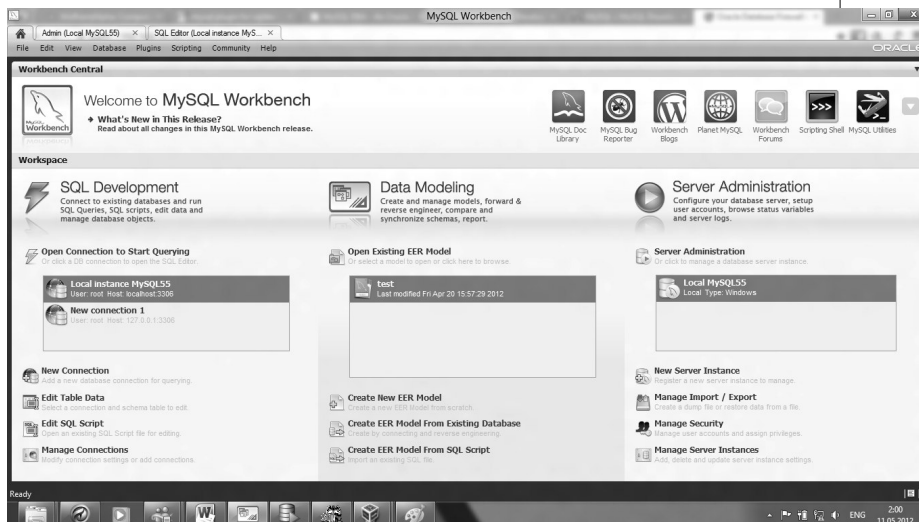 MySQL Workbench
Admin (Local MySQL55) ×
SQL Editor (Local instance MyS... ×
File Edit View Database Plugins Scripting Community Help
ORACLE
Workbench Central
MySQL
Workbench
Welcome to MySQL Workbench
What's New in This Release?
Read about all changes in this MySQL Workbench release.
MySQL Doc Library
MySQL Bug Reporter
Workbench Blogs
Planet MySQL
Workbench Forums
Scripting Shell
MySQL Utilities
Workspace
SQL Development
Connect to existing databases and run
SQL Queries, SQL scripts, edit data and
manage database objects.
Open Connection to Start Querying
Or click a DB connection to open the SQL Editor.
Local instance MySQL55
User: root Host: localhost:3306
New connection 1
User: root Host: 127.0.0.1:3306
New Connection
Add a new database connection for querying.
Edit Table Data
Select a connection and schema table to edit.
Edit SQL Script
Open an existing SQL Script file for editing.
Manage Connections
Modify connection settings or add connections.
Data Modeling
Create and manage models, forward &
reverse engineer, compare and
synchronize schemas, report.
Open Existing EER Model
Or select a model to open or click here to browse.
test
Last modified Fri Apr 20 15:57:29 2012
Create New EER Model
Create a new EER Model from scratch.
Create EER Model From Existing Database
Create by connecting and reverse engineering.
Create EER Model From SQL Script
Import an existing SQL file.
Server Administration
Configure your database server, setup
user accounts, browse status variables
and server logs.
Server Administration
Or click to manage a database server instance.
Local MySQL55
Local Type: Windows
New Server Instance
Register a new server instance to manage.
Manage Import / Export
Create a dump file or restore data from a file.
Manage Security
Manage user accounts and assign privileges.
Manage Server Instances
Add, delete and update server instance settings.
Ready
ENG
2:00
11.05.2012